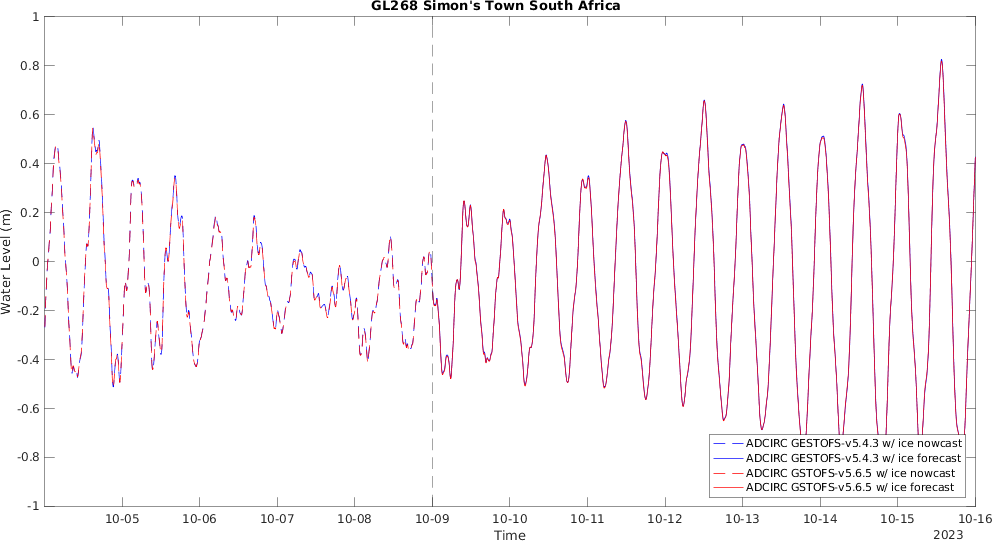 GL268 Simon's Town South Africa
1
0.8
0.6
0.4
0.2
0
-0.2
-0.4
-0.6
-0.8
-1
Water Level (m)
ADCIRC GESTOFS-v5.4.3 w/ ice nowcast
ADCIRC GESTOFS-v5.4.3 w/ ice forecast
ADCIRC GSTOFS-v5.6.5 w/ ice nowcast
ADCIRC GSTOFS-v5.6.5 w/ ice forecast
10-05 10-06 10-07 10-08 10-09 10-10 10-11 10-12 10-13 10-14 10-15 10-16
Time
2023